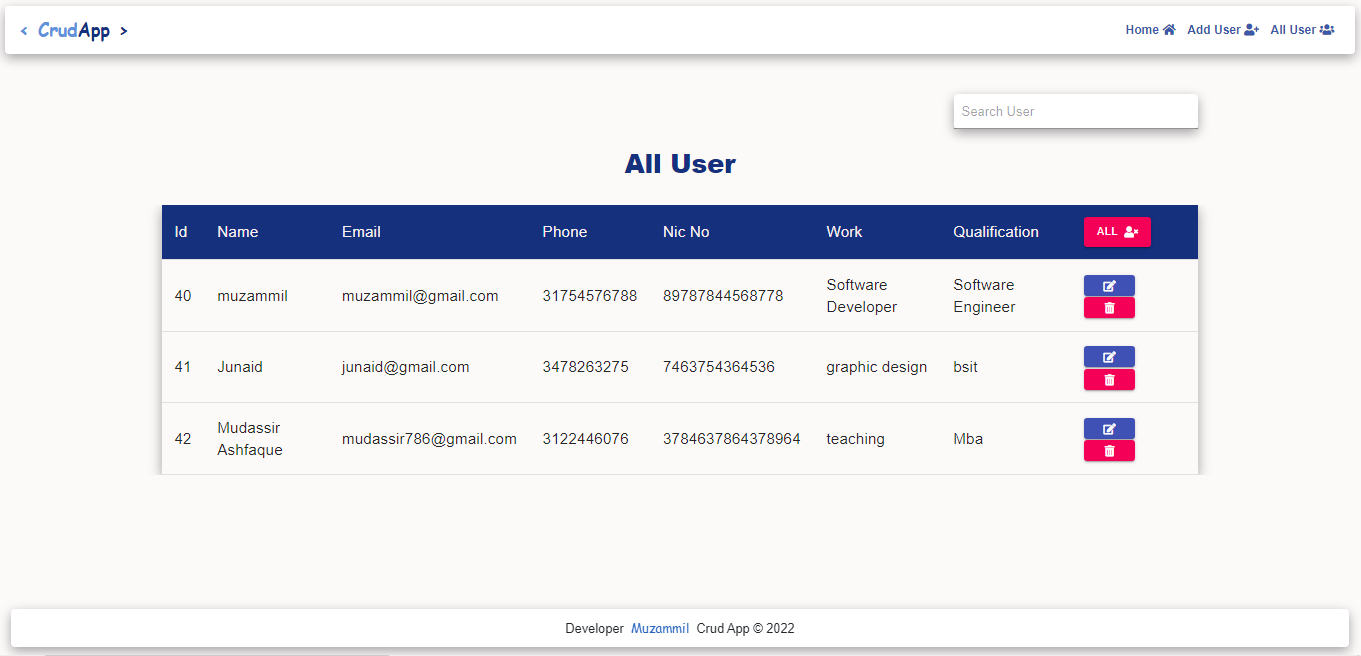 < CrudApp > Home Add User All User
Search User
All User
Id Name Email Phone Nic No Work Qualification ALL
40 muzammil muzammil@gmail.com 31754576788 89787844568778 Software Developer Software Engineer
41 Junaid junaid@gmail.com 3478263275 7463754364536 graphic design bsit
42 Mudassir Ashfaque mudassir786@gmail.com 3122446076 3784637864378964 teaching Mba
Developer Muzammil Crud App © 2022